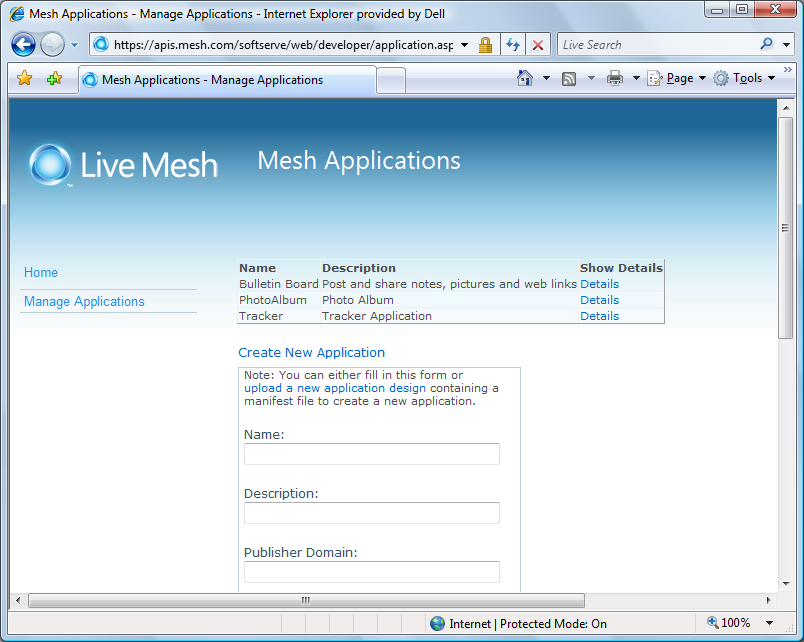 Mesh Applications - Manage Applications - Internet Explorer provided by Dell
https://apis.mesh.com/softserve/web/developer/application.asp
Live Search
Mesh Applications - Manage Applications
Page
Tools
Live Mesh
™
Mesh Applications
Home
Manage Applications
Name Description Show Details
Bulletin Board Post and share notes, pictures and web links Details
PhotoAlbum Photo Album Details
Tracker Tracker Application Details
Create New Application
Note: You can either fill in this form or
upload a new application design containing a
manifest file to create a new application.
Name:
Description:
Publisher Domain:
Internet | Protected Mode: On
100%